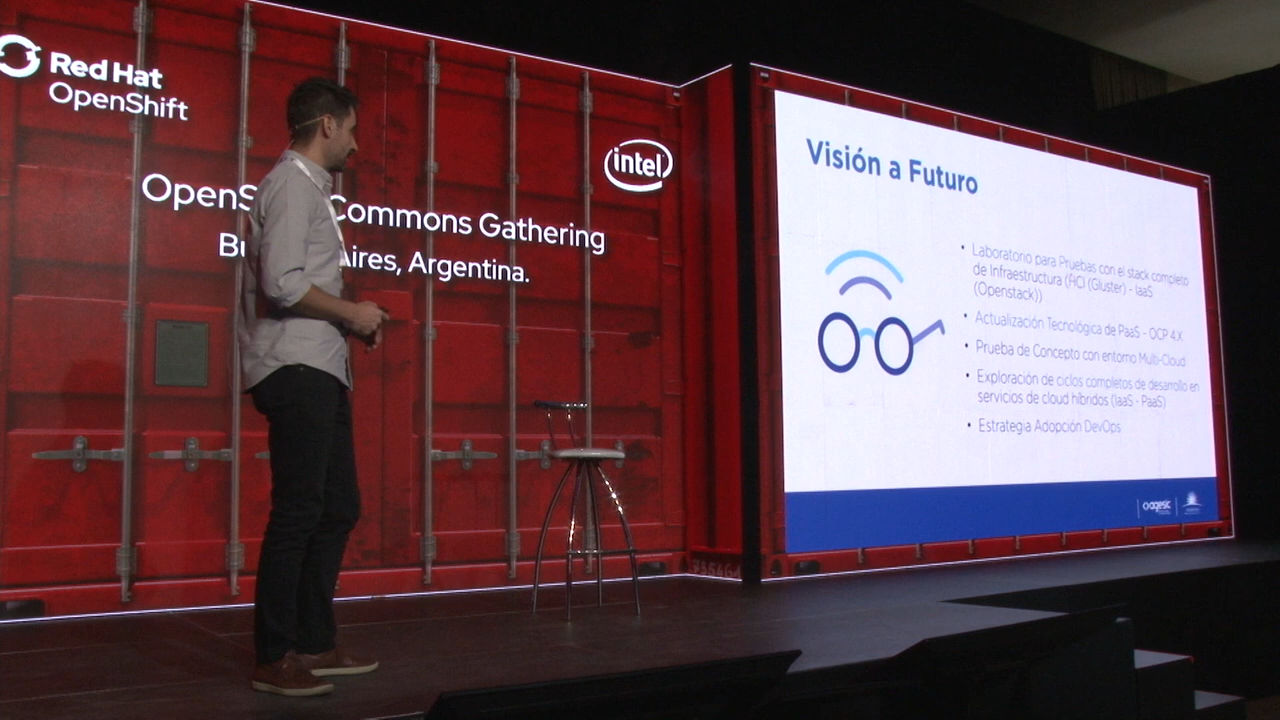 Red Hat
OpenShift
intel
OpenS Commons Gathering
Bu Aires, Argentina.
Visión a Futuro
• Laboratorio para Pruebas con el stack completo
de Infraestructura (HCI (Gluster) - IaaS
(Openstack))
• Actualización Tecnológica de PaaS - OCP 4.X
• Prueba de Concepto con entorno Multi-Cloud
• Exploración de ciclos completos de desarrollo en
servicios de cloud híbridos (IaaS - PaaS)
• Estrategia Adopción DevOps
agesic